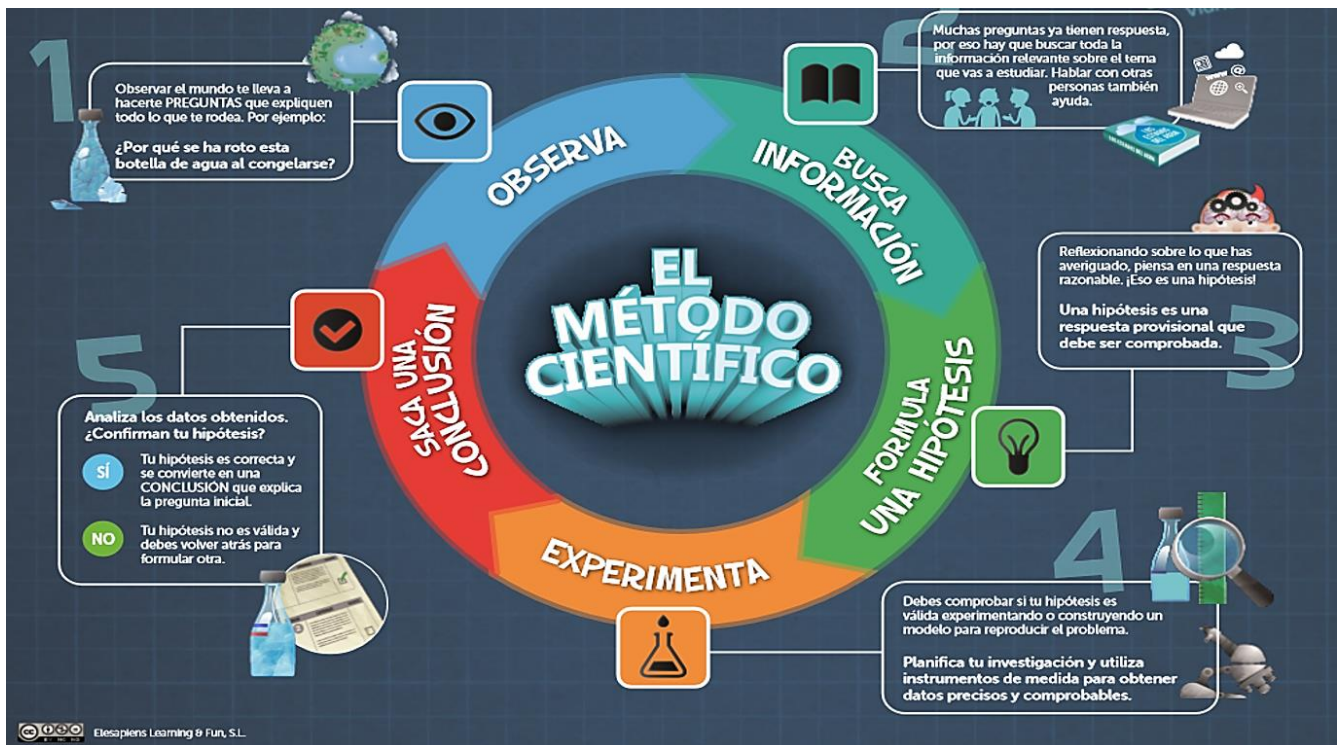 EL
MÉTODO
CIENTÍFICO
1
OBSERVA
Observar el mundo te lleva a
hacerte PREGUNTAS que expliquen
todo lo que te rodea. Por ejemplo:
¿Por qué se ha roto esta
botella de agua al congelarse?
2
BUSCA
INFORMACIÓN
Muchas preguntas ya tienen respuesta,
por eso hay que buscar toda la
información relevante sobre el tema
que vas a estudiar. Hablar con otras
personas también
ayuda.
@
3
FORMULA
UNA HIPÓTESIS
Reflexionando sobre lo que has
averiguado, piensa en una respuesta
razonable. ¡Eso es una hipótesis!
Una hipótesis es una
respuesta provisional que
debe ser comprobada.
4
EXPERIMENTA
Debes comprobar si tu hipótesis es
válida experimentando o construyendo un
modelo para reproducir el problema.
Planifica tu investigación y utiliza
instrumentos de medida para obtener
datos precisos y comprobables.
5
SACA UNA
CONCLUSIÓN
Analiza los datos obtenidos.
¿Confirman tu hipótesis?
SÍ
Tu hipótesis es correcta y
se convierte en una
CONCLUSIÓN que explica
la pregunta inicial.
NO
Tu hipótesis no es válida y
debes volver atrás para
formular otra.
Elesapiens Learning & Fun, S.L.